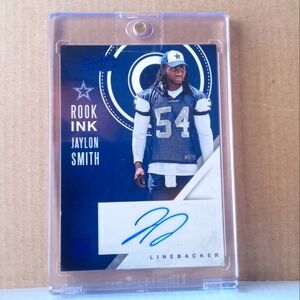 ROOK
INK
JAYLON
SMITH
54
LINEBACKER